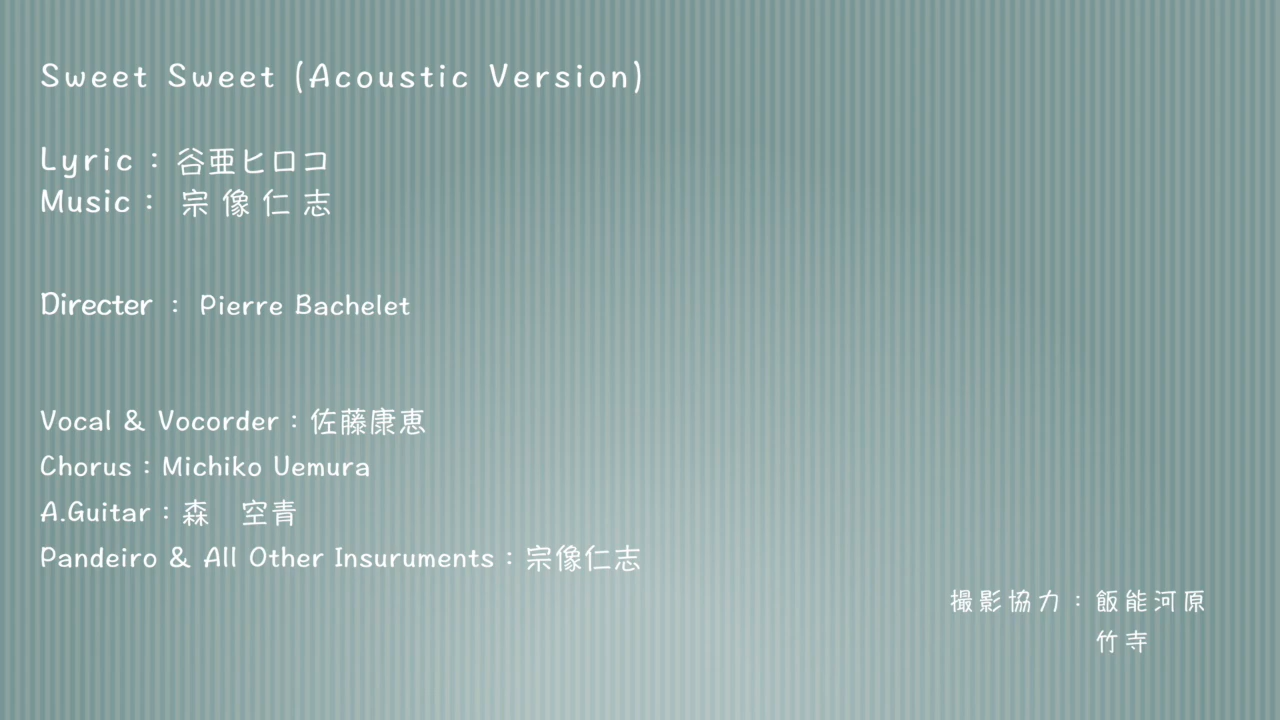 Sweet Sweet (Acoustic Version)
Lyric : 谷亜ヒロコ
Music : 宗像仁志
Directer : Pierre Bachelet
Vocal & Vocorder : 佐藤康恵
Chorus : Michiko Uemura
A.Guitar : 森　空青
Pandeiro & All Other Insuruments : 宗像仁志
撮影協力 : 飯能河原
竹寺